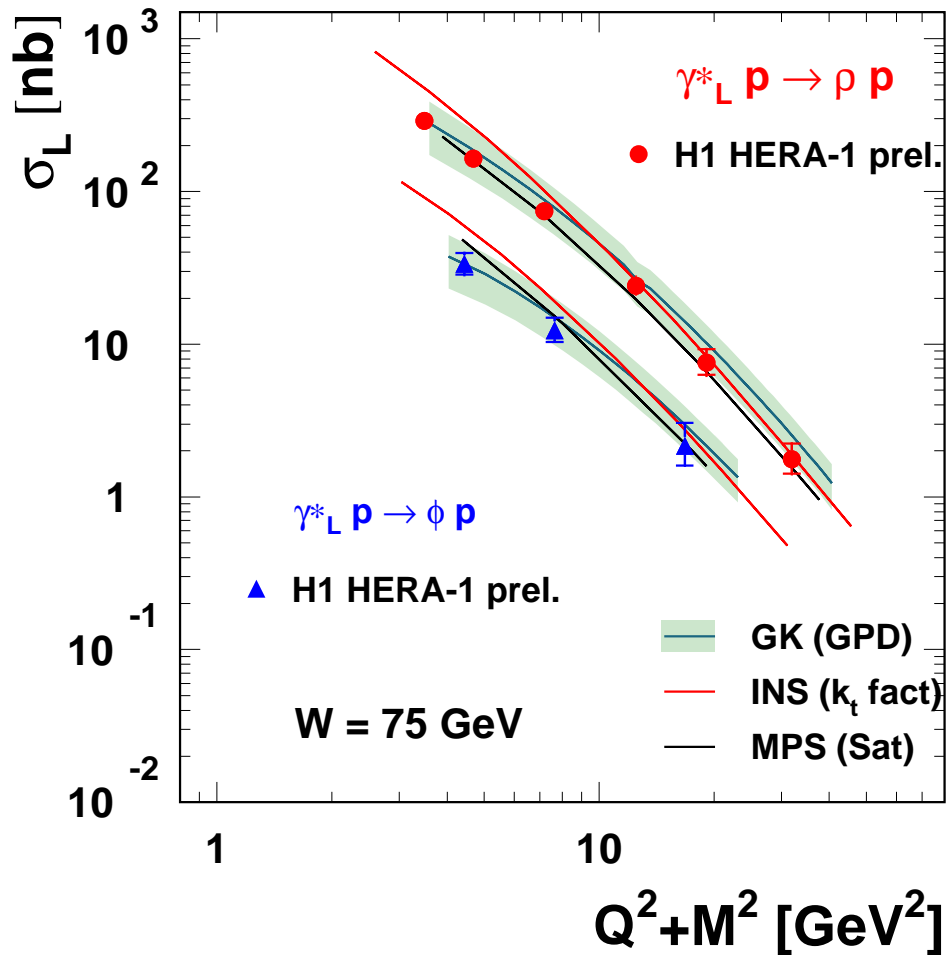 σ_L [nb]
10^3
10^2
10
1
10^-1
10^-2
γ*_L p → ρ p
H1 HERA-1 prel.
γ*_L p → ϕ p
H1 HERA-1 prel.
GK (GPD)
INS (k_t fact)
MPS (Sat)
W = 75 GeV
1
10
Q^2+M^2 [GeV^2]